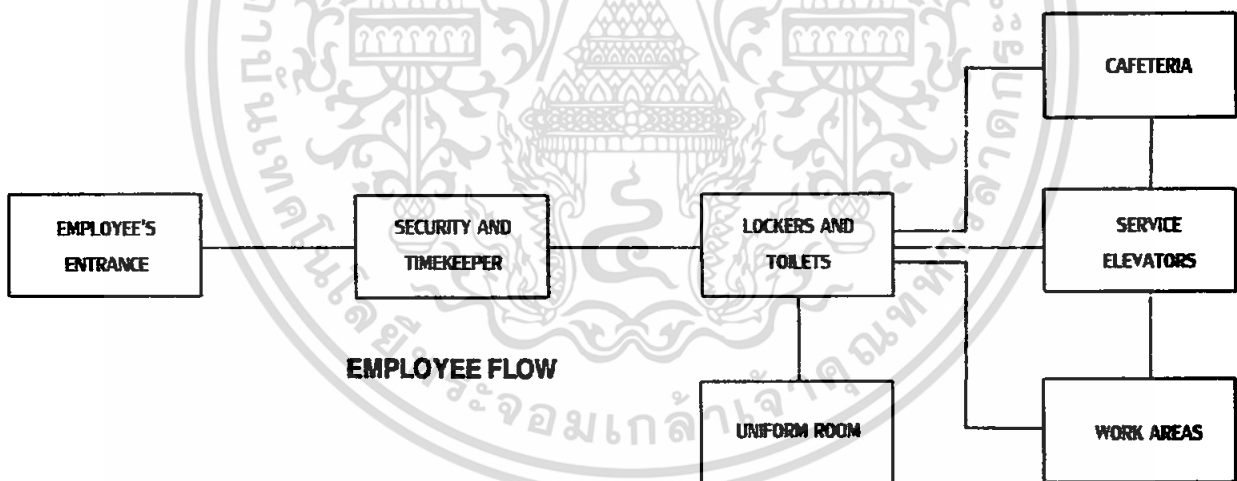 CAFETERIA
EMPLOYEE'S
ENTRANCE
SECURITY AND
TIMEKEEPER
LOCKERS AND
TOILETS
SERVICE
ELEVATORS
EMPLOYEE FLOW
UNIFORM ROOM
WORK AREAS